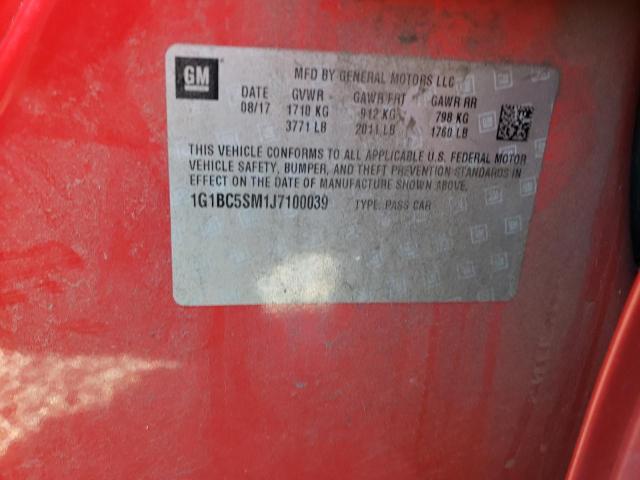 GM
MFD BY GENERAL MOTORS LLC
DATE GVWR GAWR FRT GAWR RR
08/17 1710 KG 912 KG 798 KG
3771 LB 2011 LB 1760 LB
THIS VEHICLE CONFORMS TO ALL APPLICABLE U.S. FEDERAL MOTOR
VEHICLE SAFETY, BUMPER, AND THEFT PREVENTION STANDARDS IN
EFFECT ON THE DATE OF MANUFACTURE SHOWN ABOVE.
1G1BC5SM1J7100039 TYPE: PASS CAR